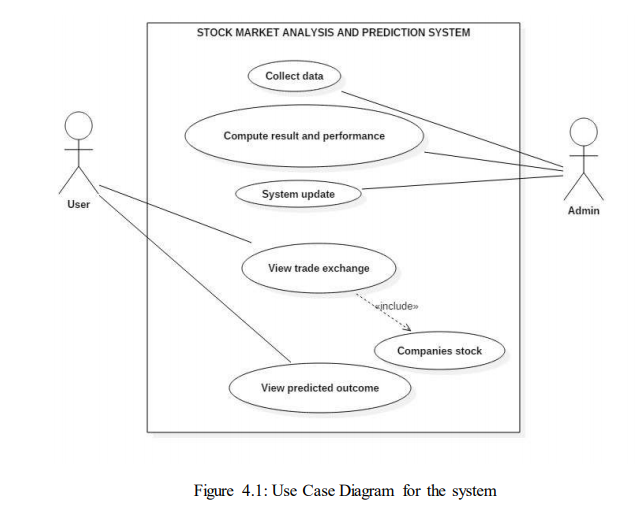 STOCK MARKET ANALYSIS AND PREDICTION SYSTEM
Collect data
Compute result and performance
System update
User
Admin
View trade exchange
«include»
Companies stock
View predicted outcome
Figure 4.1: Use Case Diagram for the system